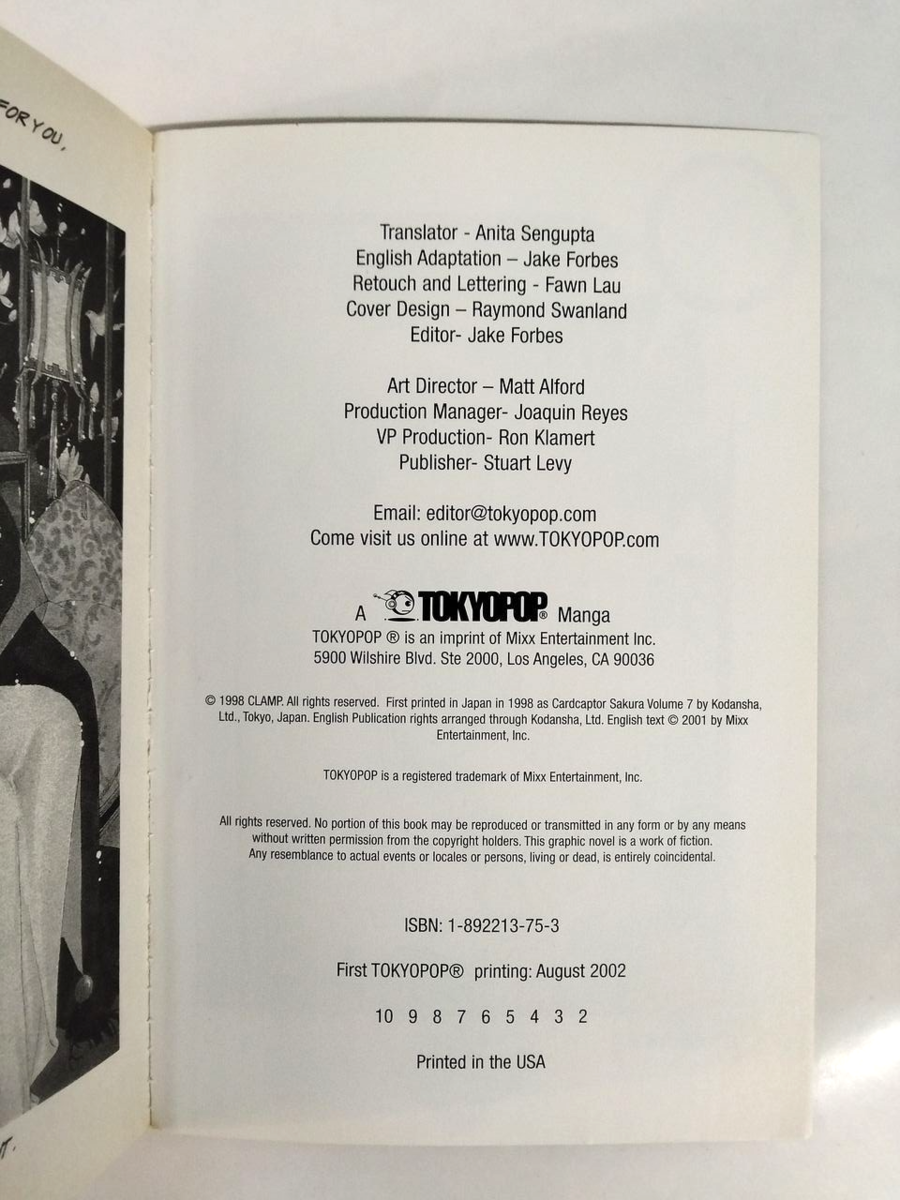 FOR YOU,
Translator - Anita Sengupta
English Adaptation – Jake Forbes
Retouch and Lettering - Fawn Lau
Cover Design – Raymond Swanland
Editor- Jake Forbes
Art Director – Matt Alford
Production Manager- Joaquin Reyes
VP Production- Ron Klamert
Publisher- Stuart Levy
Email: editor@tokyopop.com
Come visit us online at www.TOKYOPOP.com
A TOKYOPOP® Manga
TOKYOPOP ® is an imprint of Mixx Entertainment Inc.
5900 Wilshire Blvd. Ste 2000, Los Angeles, CA 90036
© 1998 CLAMP. All rights reserved. First printed in Japan in 1998 as Cardcaptor Sakura Volume 7 by Kodansha,
Ltd., Tokyo, Japan. English Publication rights arranged through Kodansha, Ltd. English text © 2001 by Mixx
Entertainment, Inc.
TOKYOPOP is a registered trademark of Mixx Entertainment, Inc.
All rights reserved. No portion of this book may be reproduced or transmitted in any form or by any means
without written permission from the copyright holders. This graphic novel is a work of fiction.
Any resemblance to actual events or locales or persons, living or dead, is entirely coincidental.
ISBN: 1-892213-75-3
First TOKYOPOP® printing: August 2002
10 9 8 7 6 5 4 3 2
Printed in the USA